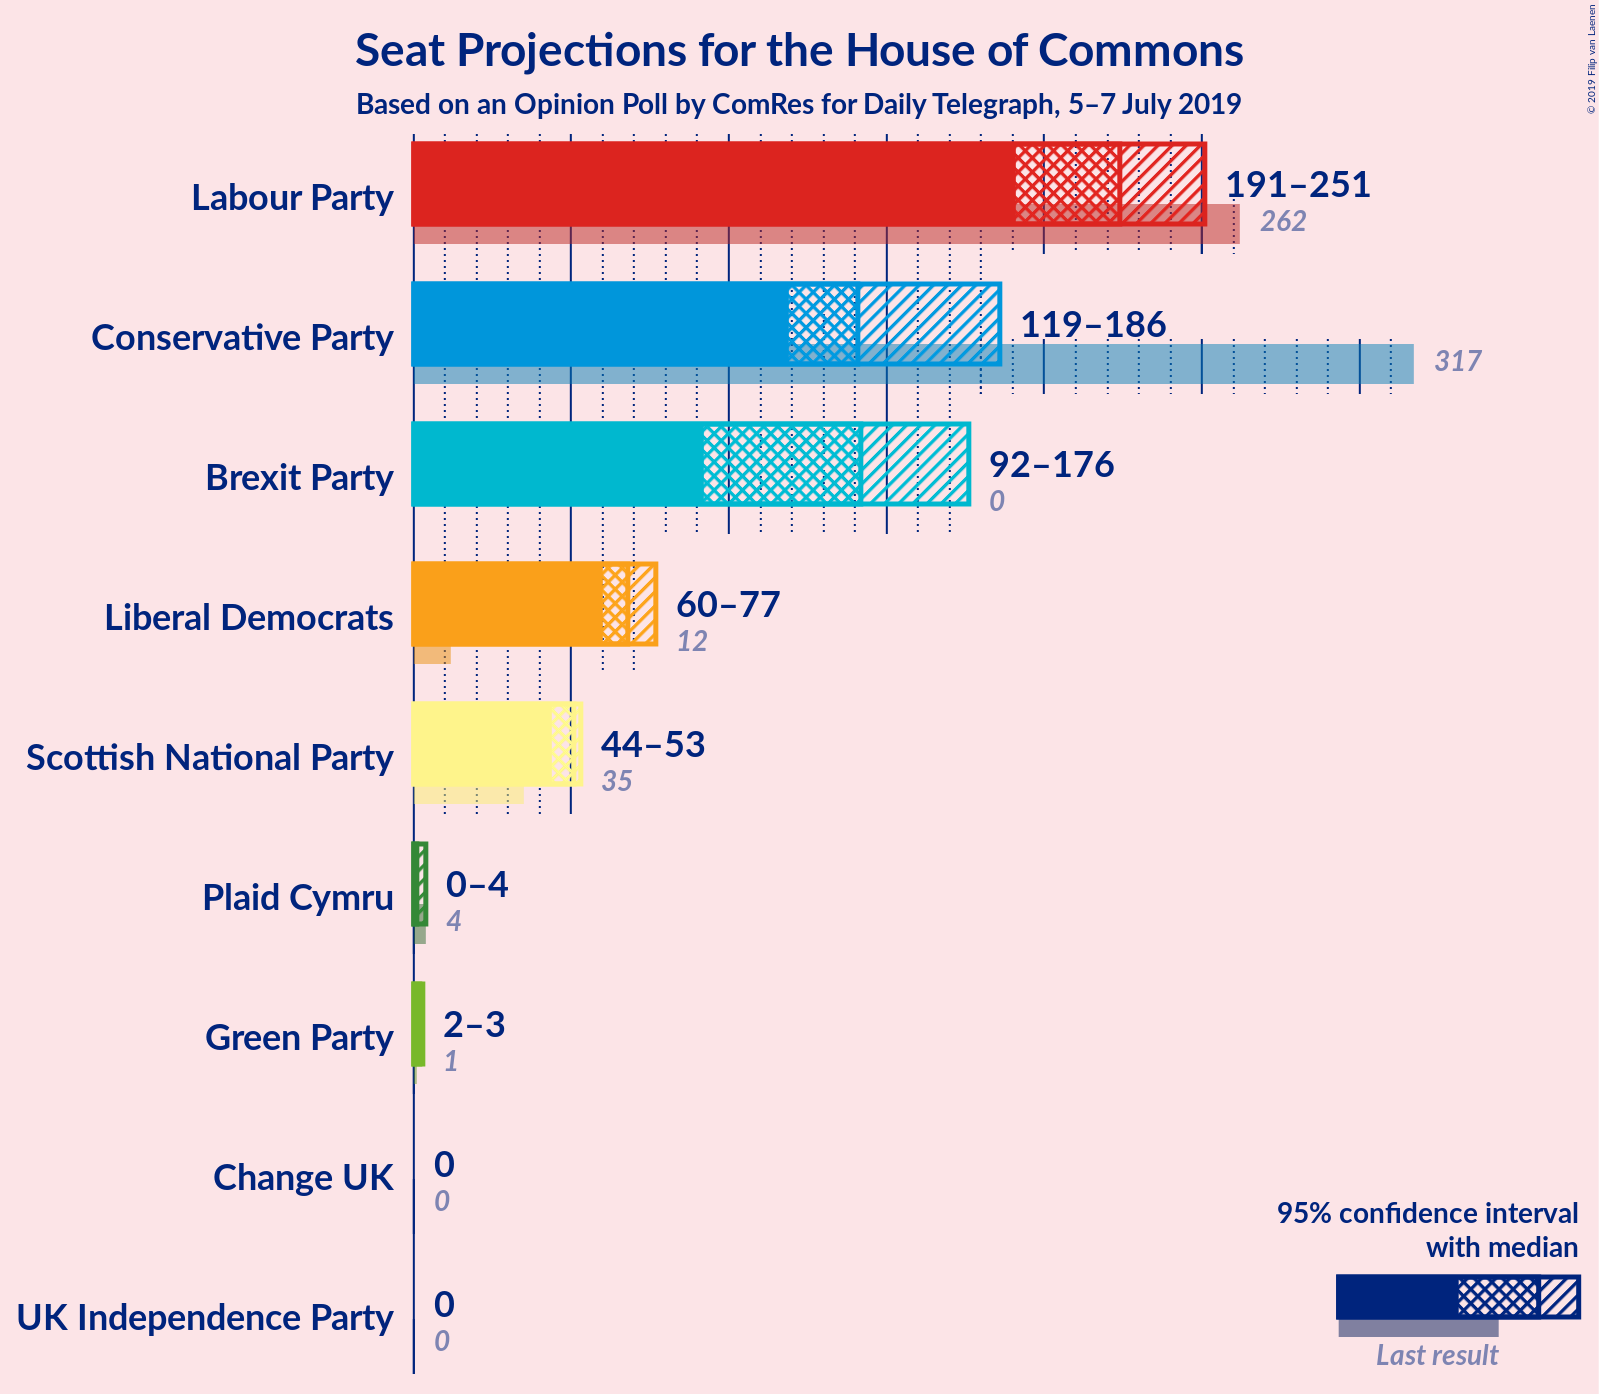 © 2019 Filip van Laenen
Seat Projections for the House of Commons
Based on an Opinion Poll by ComRes for Daily Telegraph, 5–7 July 2019
Labour Party
191–251
262
Conservative Party
119–186
317
Brexit Party
92–176
0
Liberal Democrats
60–77
12
Scottish National Party
44–53
35
Plaid Cymru
0–4
4
Green Party
2–3
1
Change UK
0
0
UK Independence Party
0
0
95% confidence interval
with median
Last result